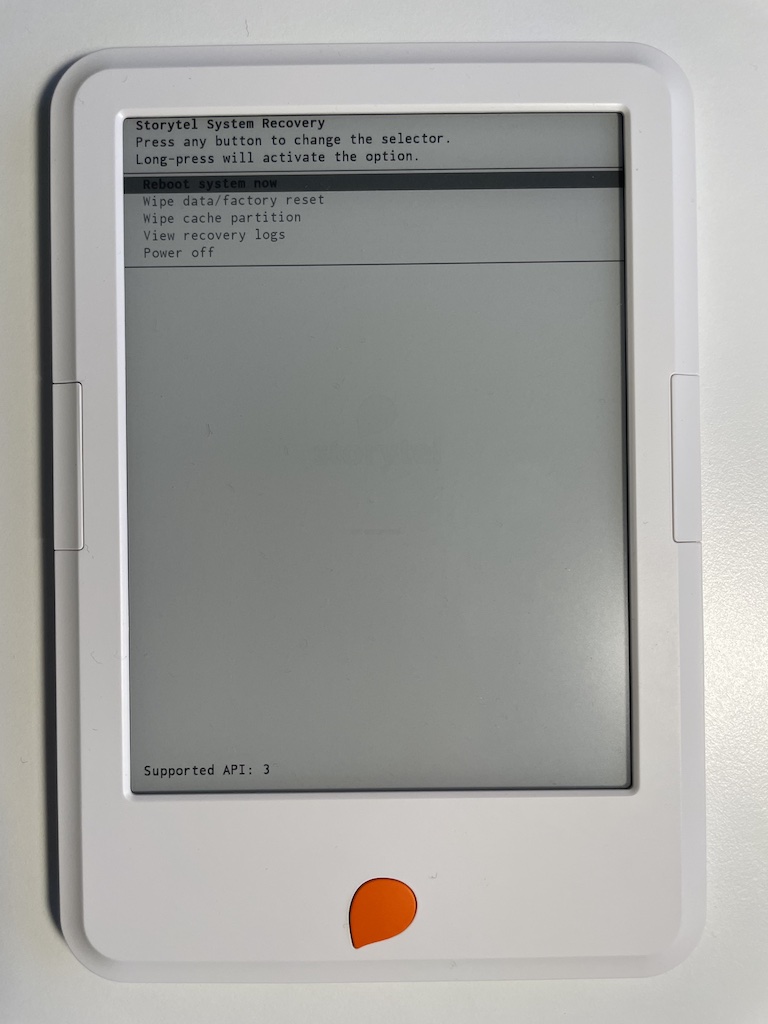 Storytel System Recovery
Press any button to change the selector.
Long-press will activate the option.
Reboot system now
Wipe data/factory reset
Wipe cache partition
View recovery logs
Power off
storytel
Supported API: 3